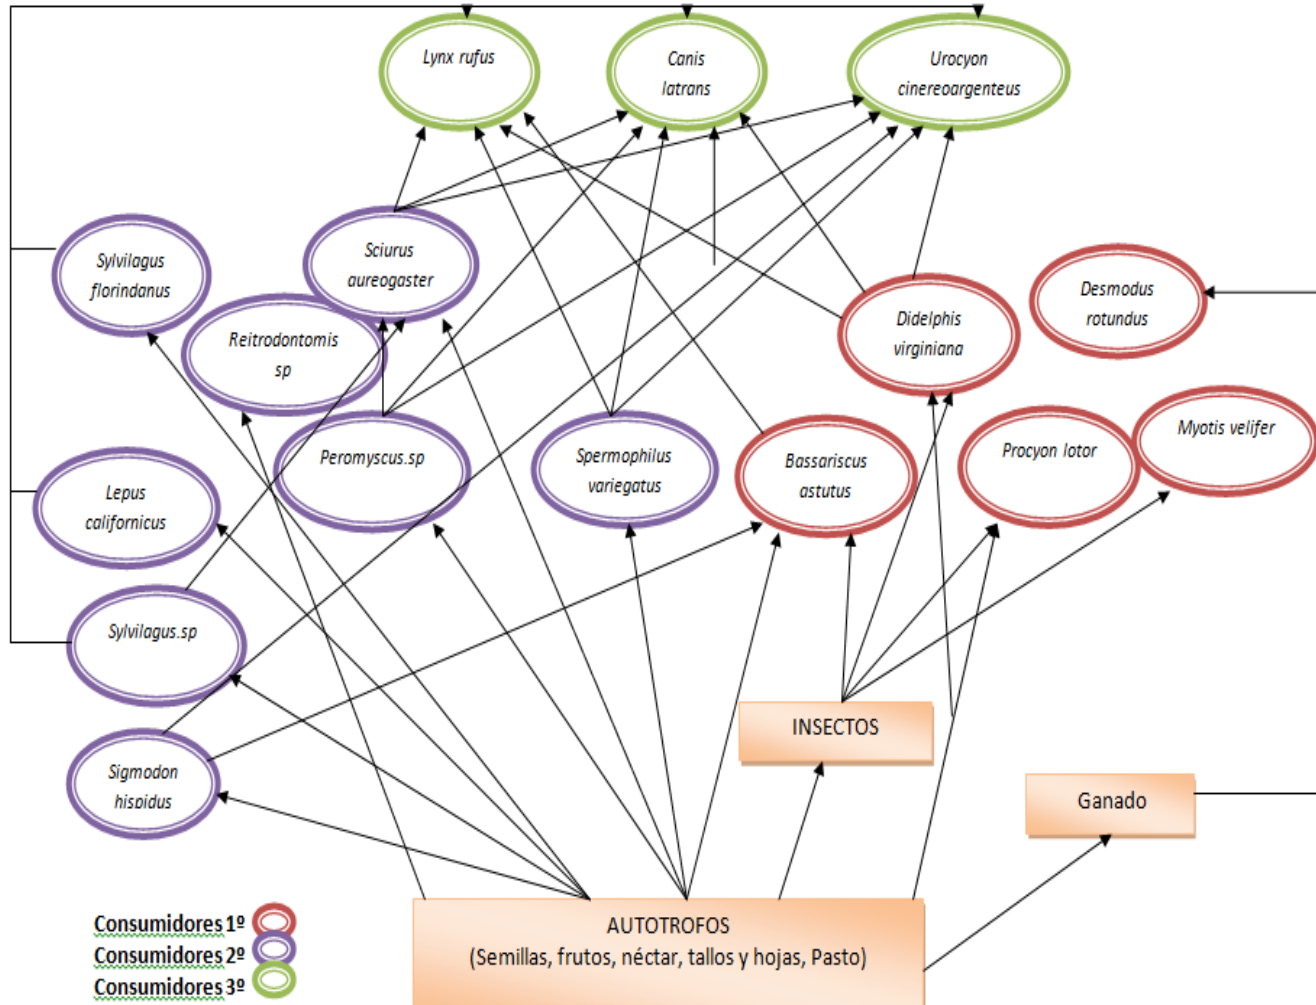 Lynx rufus
Canis
latrans
Urocyon
cinereoargenteus
Sylvilagus
florindanus
Sciurus
aureogaster
Reitrodontomis
sp
Didelphis
virginiana
Desmodus
rotundus
Lepus
californicus
Peromyscus.sp
Spermophilus
variegatus
Bassariscus
astutus
Procyon lotor
Myotis velifer
Sylvilagus.sp
Sigmodon
hispidus
INSECTOS
Ganado
AUTOTROFOS
(Semillas, frutos, néctar, tallos y hojas, Pasto)
Consumidores 1º
Consumidores 2º
Consumidores 3º